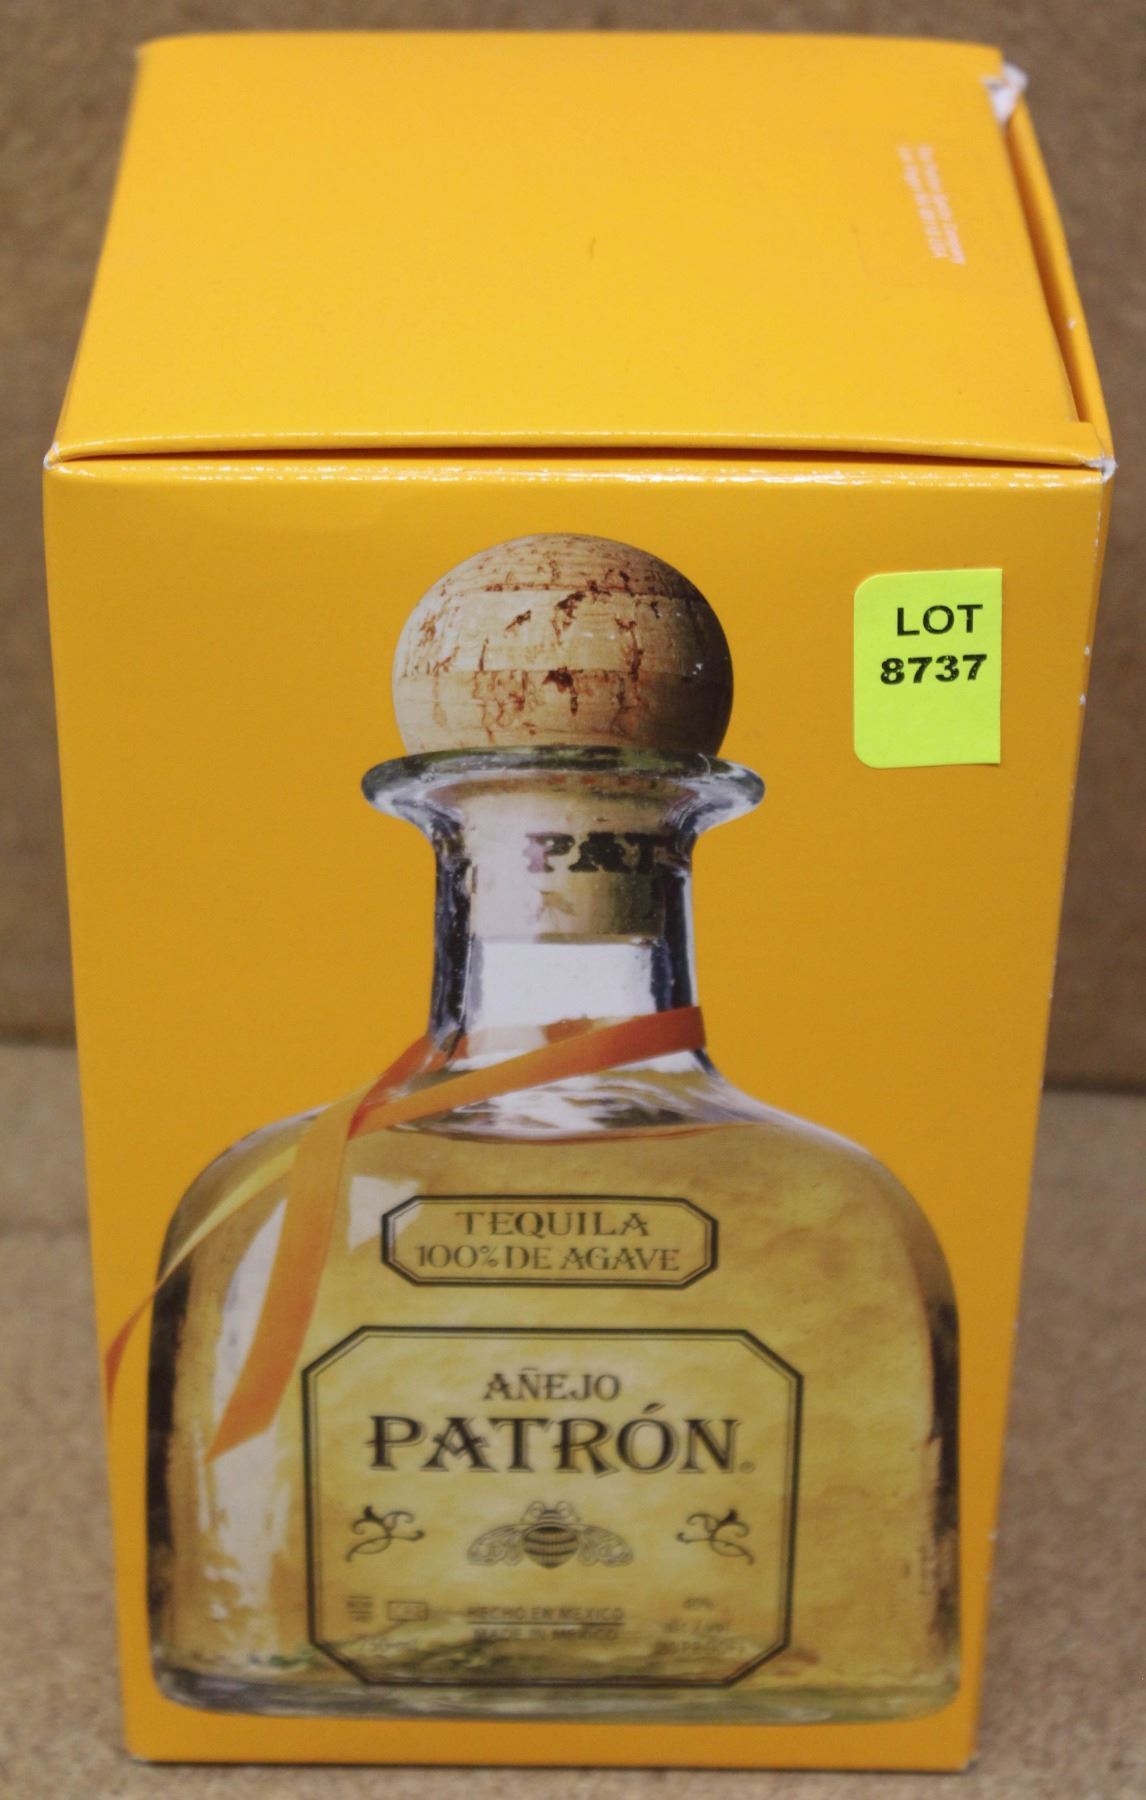 LOT
8737
PAT
TEQUILA
100% DE AGAVE
AÑEJO
PATRÓN
HECHO EN MEXICO
MADE IN MEXICO